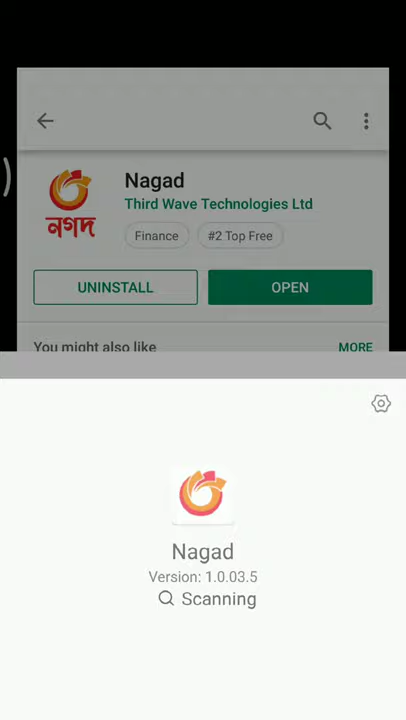 Nagad
Third Wave Technologies Ltd
নগদ
Finance
#2 Top Free
UNINSTALL
OPEN
You might also like
MORE
Nagad
Version: 1.0.03.5
Scanning